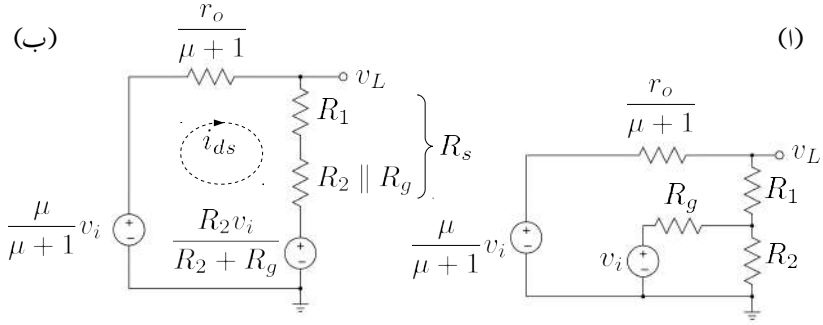 (ا)
r_o
μ + 1
v_L
R_1
R_g
R_2
v_i
μ
μ + 1
v_i
(ب)
r_o
μ + 1
v_L
R_1
i_ds
R_s
R_2 ∥ R_g
R_2 v_i
R_2 + R_g
μ
μ + 1
v_i
+
−
+
−
+
−
+
−